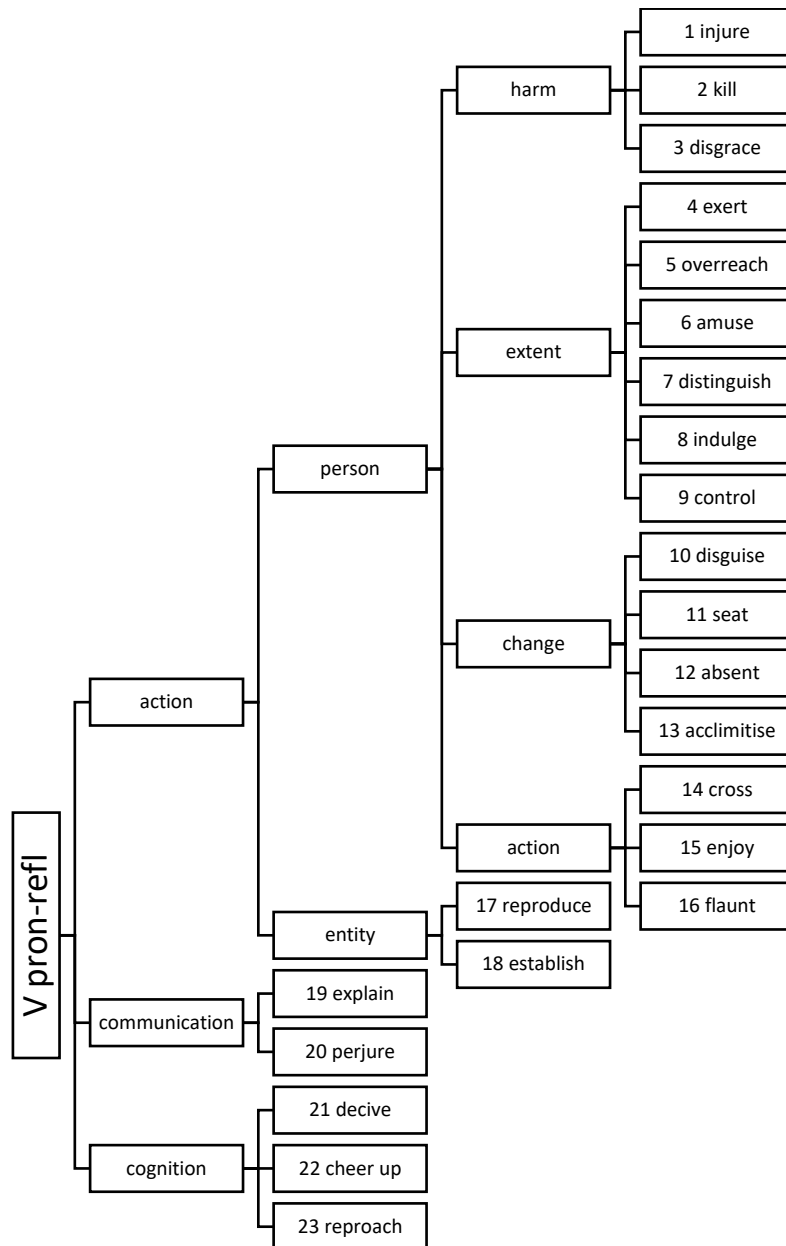 V pron-refl
action
person
harm
1 injure
2 kill
3 disgrace
extent
4 exert
5 overreach
6 amuse
7 distinguish
8 indulge
9 control
change
10 disguise
11 seat
12 absent
13 acclimitise
action
14 cross
15 enjoy
16 flaunt
entity
17 reproduce
18 establish
communication
19 explain
20 perjure
cognition
21 decive
22 cheer up
23 reproach